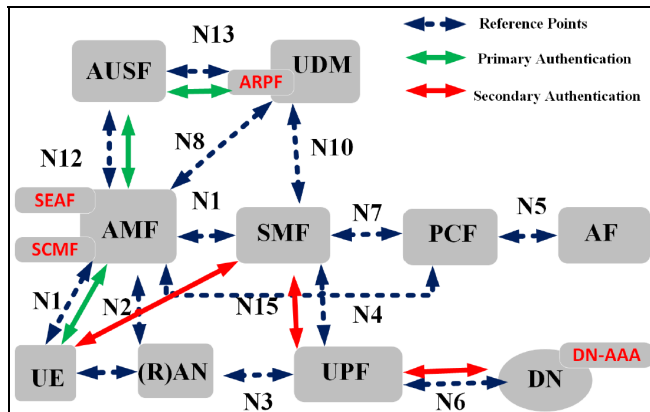 N13
Reference Points
AUSF
UDM
ARPF
Primary Authentication
Secondary Authentication
N12
N8
N10
SEAF
AMF
N1
SMF
N7
PCF
N5
AF
SCMF
N1
N2
N15
N4
UE
(R)AN
N3
UPF
N6
DN
DN-AAA